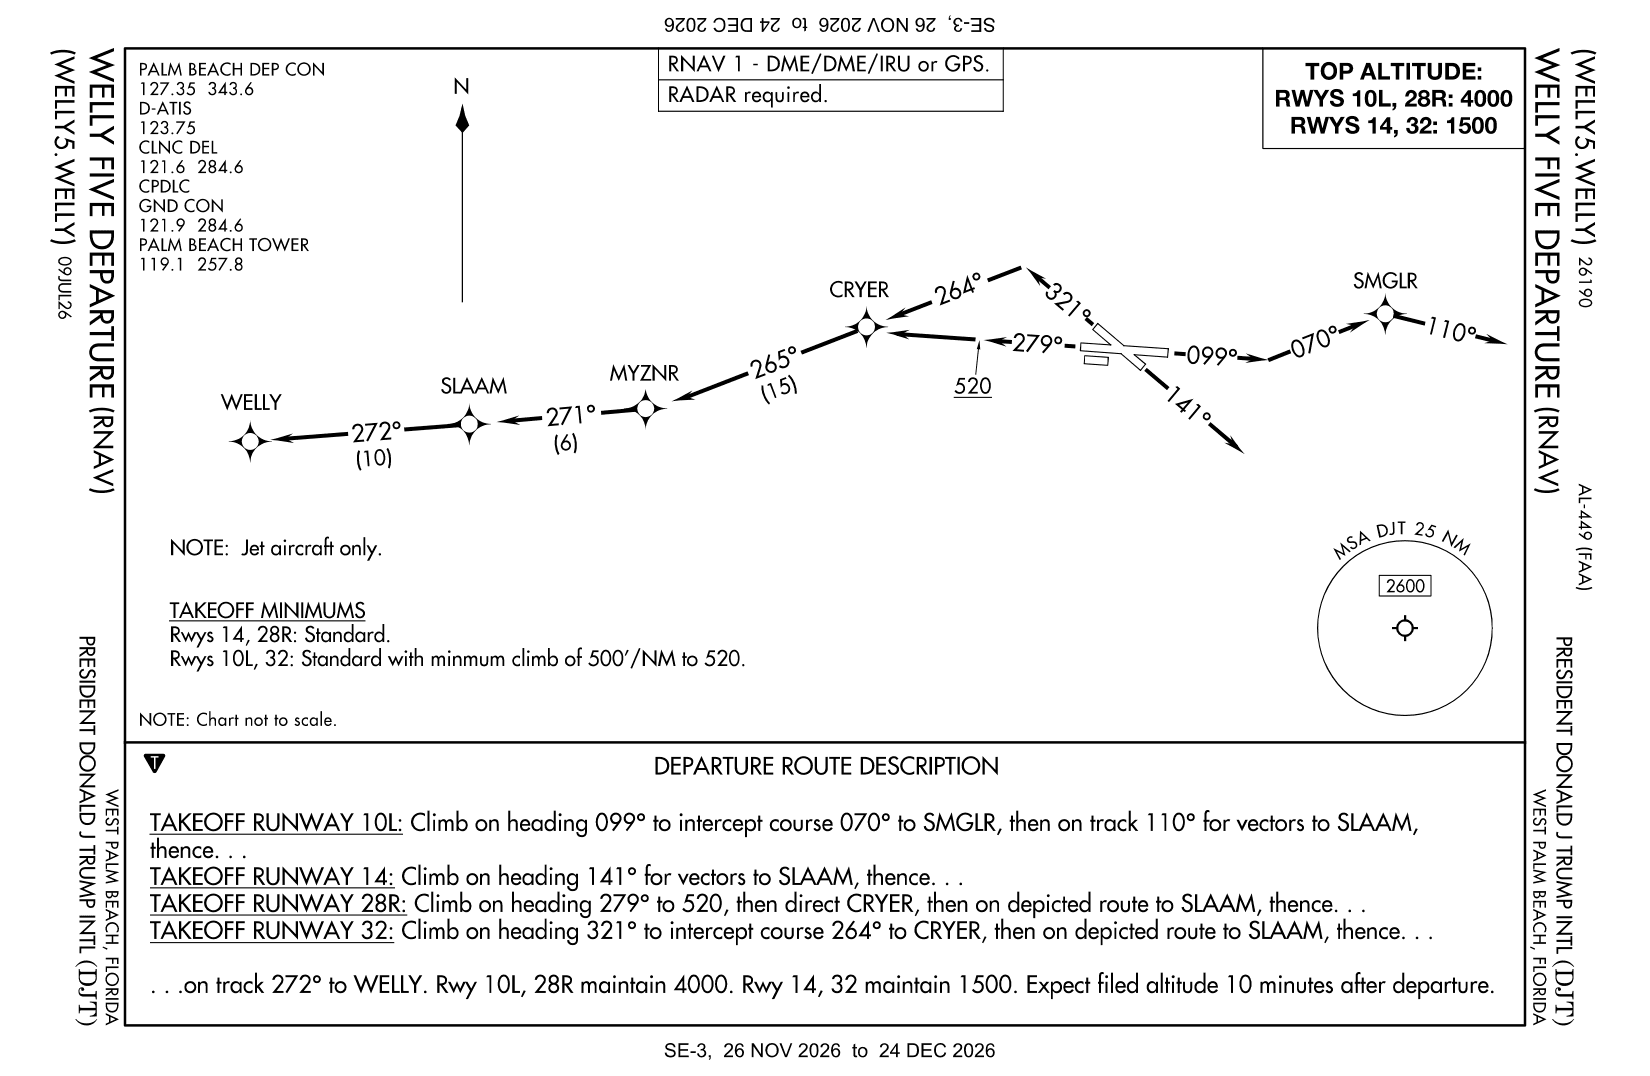 SE-3, 26 NOV 2026 to 24 DEC 2026
WELLY FIVE DEPARTURE (RNAV)
(WELLY5.WELLY) 09JUL26
PRESIDENT DONALD J TRUMP INTL (DJT)
WEST PALM BEACH, FLORIDA
PALM BEACH DEP CON
127.35 343.6
D-ATIS
123.75
CLNC DEL
121.6 284.6
CPDLC
GND CON
121.9 284.6
PALM BEACH TOWER
119.1 257.8
N
RNAV 1 - DME/DME/IRU or GPS.
RADAR required.
TOP ALTITUDE:
RWYS 10L, 28R: 4000
RWYS 14, 32: 1500
(WELLY5.WELLY) 26190
AL-449 (FAA)
WELLY FIVE DEPARTURE (RNAV)
PRESIDENT DONALD J TRUMP INTL (DJT)
WEST PALM BEACH, FLORIDA
SMGLR
CRYER
264°
321°
110°
070°
099°
279°
520
141°
265°
(15)
MYZNR
SLAAM
271°
(6)
WELLY
272°
(10)
NOTE: Jet aircraft only.
TAKEOFF MINIMUMS
Rwys 14, 28R: Standard.
Rwys 10L, 32: Standard with minmum climb of 500'/NM to 520.
MSA DJT 25 NM
2600
NOTE: Chart not to scale.
T
DEPARTURE ROUTE DESCRIPTION
TAKEOFF RUNWAY 10L: Climb on heading 099° to intercept course 070° to SMGLR, then on track 110° for vectors to SLAAM,
thence. . .
TAKEOFF RUNWAY 14: Climb on heading 141° for vectors to SLAAM, thence. . .
TAKEOFF RUNWAY 28R: Climb on heading 279° to 520, then direct CRYER, then on depicted route to SLAAM, thence. . .
TAKEOFF RUNWAY 32: Climb on heading 321° to intercept course 264° to CRYER, then on depicted route to SLAAM, thence. . .
. . .on track 272° to WELLY. Rwy 10L, 28R maintain 4000. Rwy 14, 32 maintain 1500. Expect filed altitude 10 minutes after departure.
SE-3, 26 NOV 2026 to 24 DEC 2026